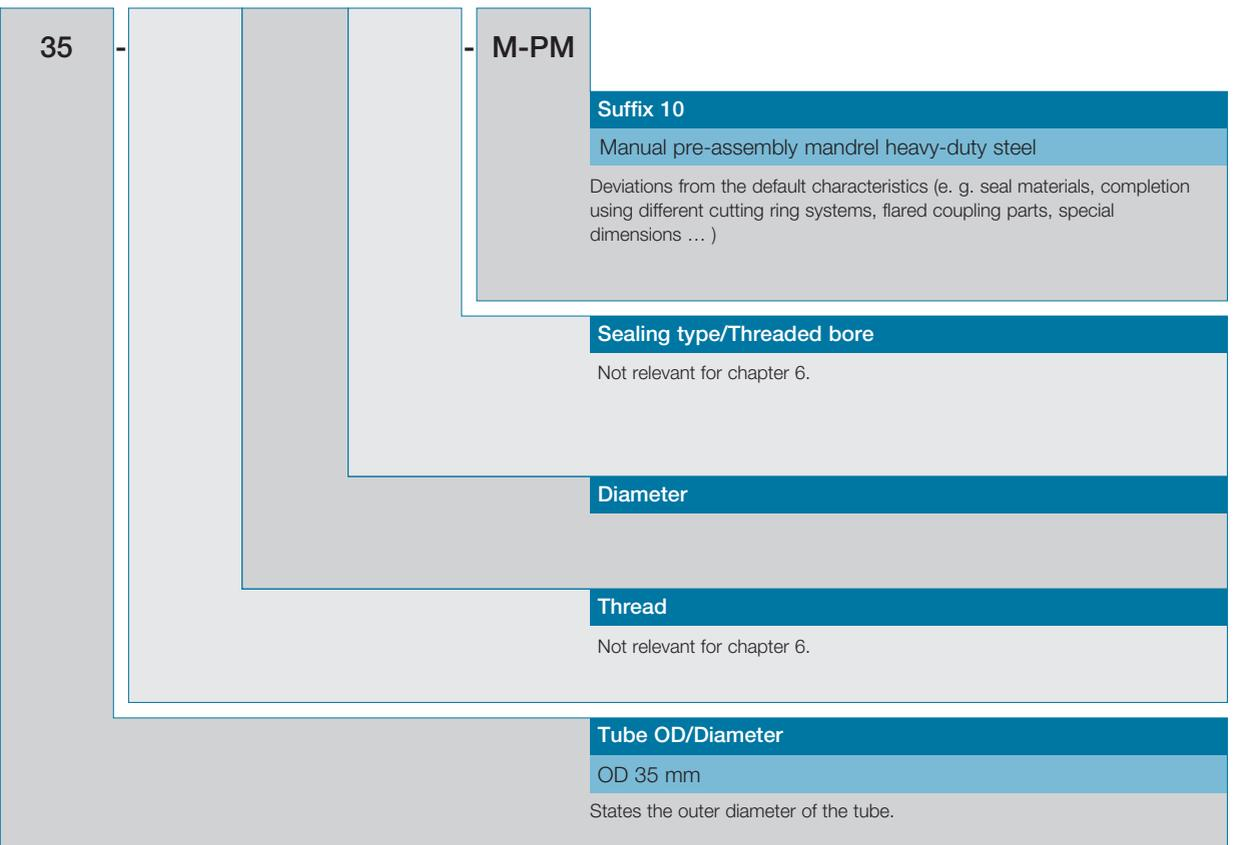 35 - - M-PM
Suffix 10
Manual pre-assembly mandrel heavy-duty steel
Deviations from the default characteristics (e. g. seal materials, completion
using different cutting ring systems, flared coupling parts, special
dimensions … )
Sealing type/Threaded bore
Not relevant for chapter 6.
Diameter
Thread
Not relevant for chapter 6.
Tube OD/Diameter
OD 35 mm
States the outer diameter of the tube.